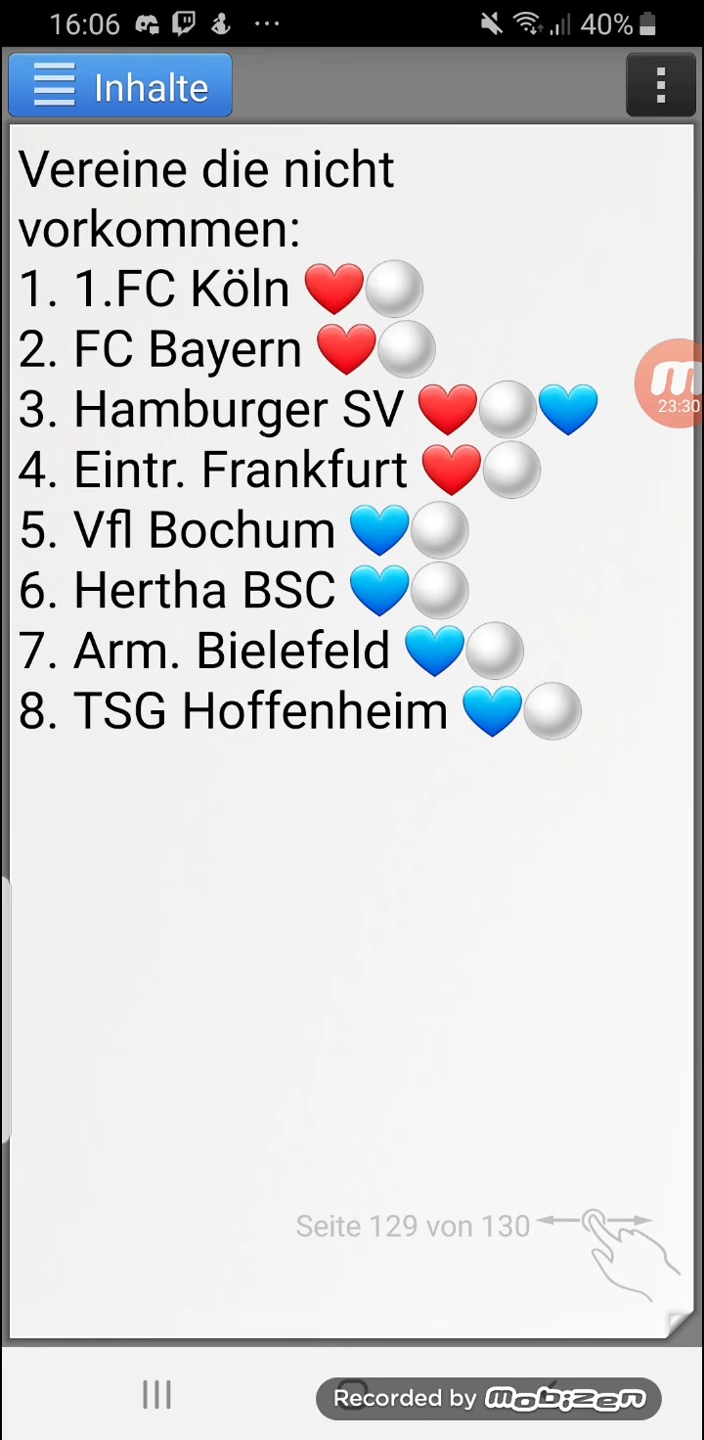 16:06 ... 40%
Inhalte
Vereine die nicht
vorkommen:
1. 1.FC Köln ❤️⚪
2. FC Bayern ❤️⚪
3. Hamburger SV ❤️⚪💙
23:30
4. Eintr. Frankfurt ❤️⚪
5. Vfl Bochum 💙⚪
6. Hertha BSC 💙⚪
7. Arm. Bielefeld 💙⚪
8. TSG Hoffenheim 💙⚪
Seite 129 von 130
Recorded by mobizen